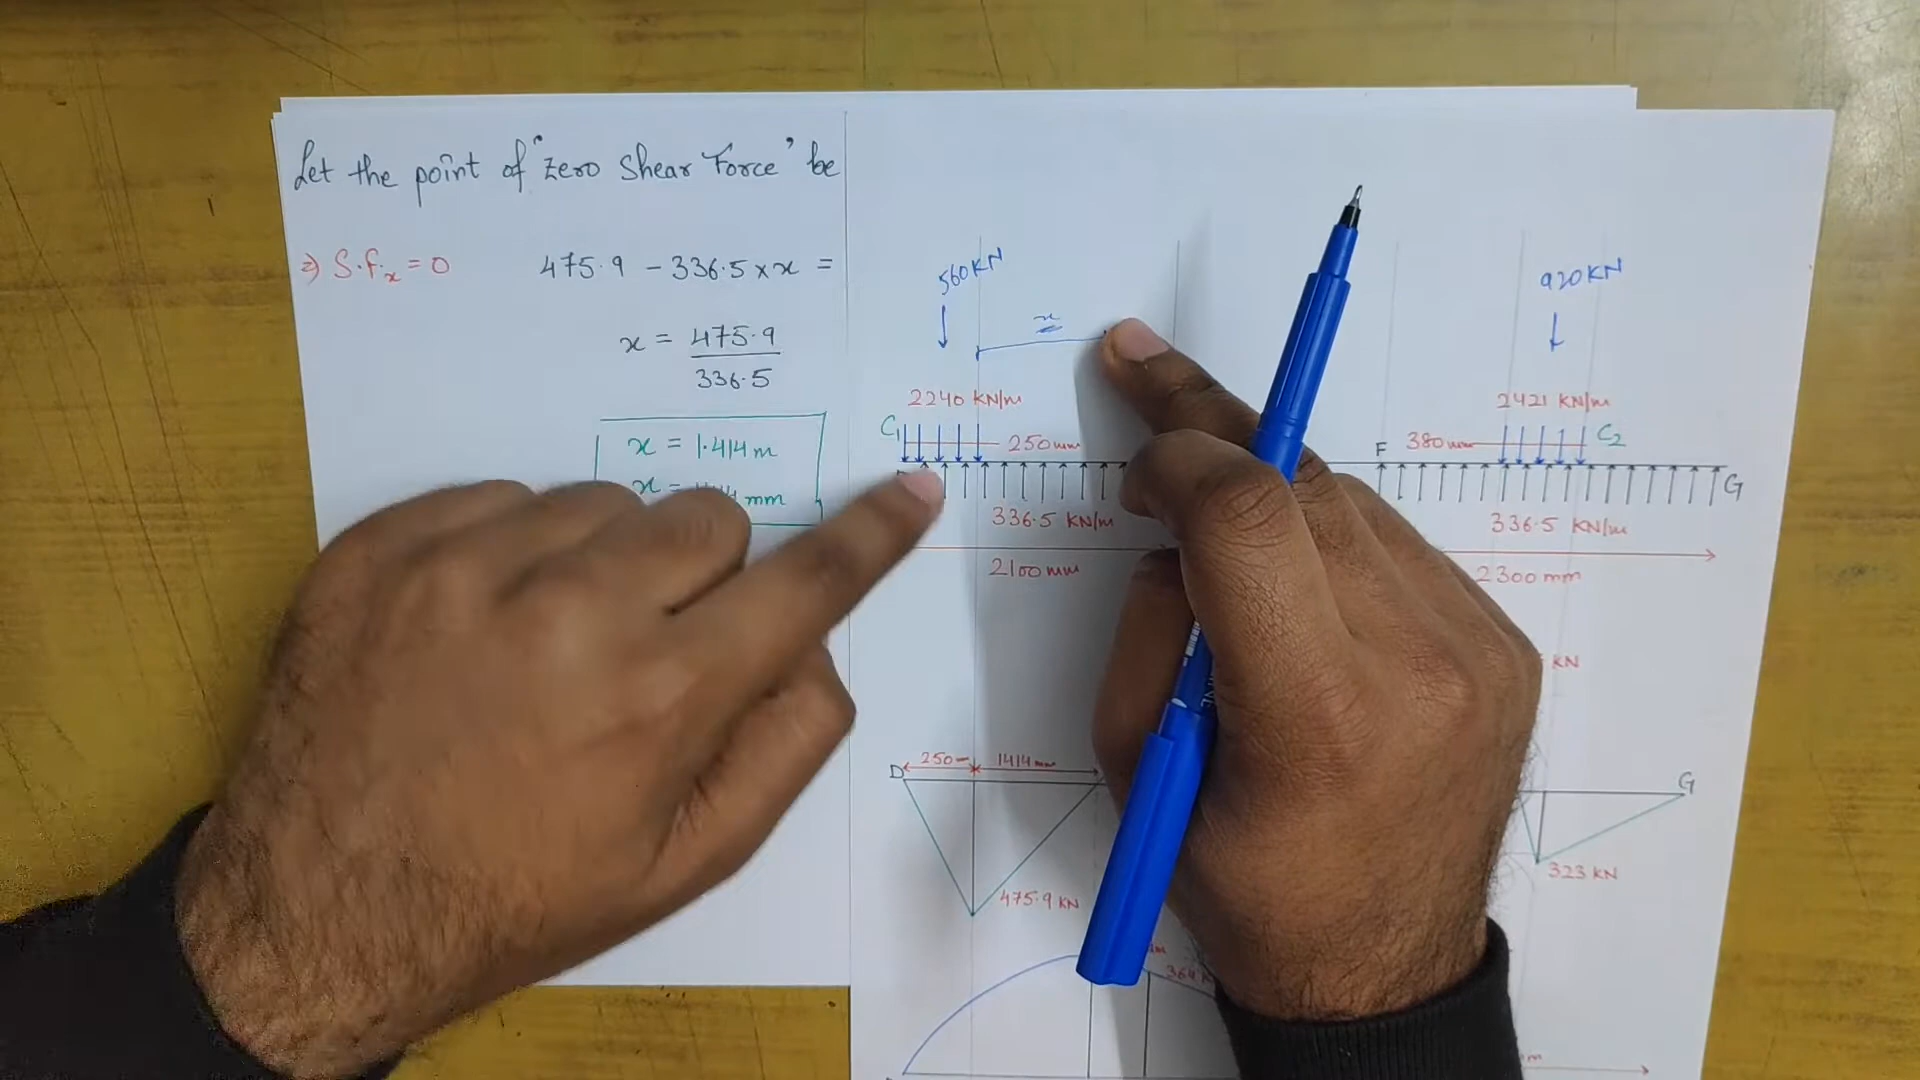 Let the point of "Zero Shear Force" be
⇒ S.F.x = 0 475.9 - 336.5 x x =
x = 475.9
336.5
x = 1.414 m
x = mm
560KN
920KN
x
2240 KN/m
2421 KN/m
C1
250mm
F
380mm
C2
G
336.5 KN/m
336.5 KN/m
2100 mm
2300 mm
KN
D
250
1414mm
G
475.9 KN
323 KN
364
m